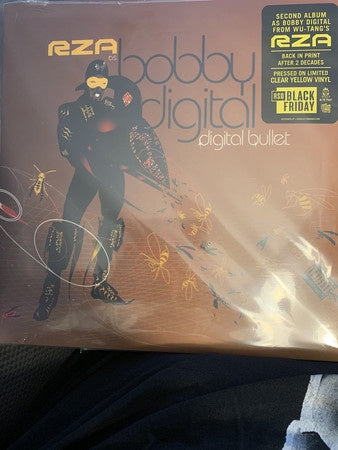 RZA as
bobby
digital
digital bullet
SECOND ALBUM
AS BOBBY DIGITAL
FROM WU-TANG'S
RZA
BACK IN PRINT
AFTER 2 DECADES
PRESSED ON LIMITED
CLEAR YELLOW VINYL
RSD
BLACK
FRIDAY